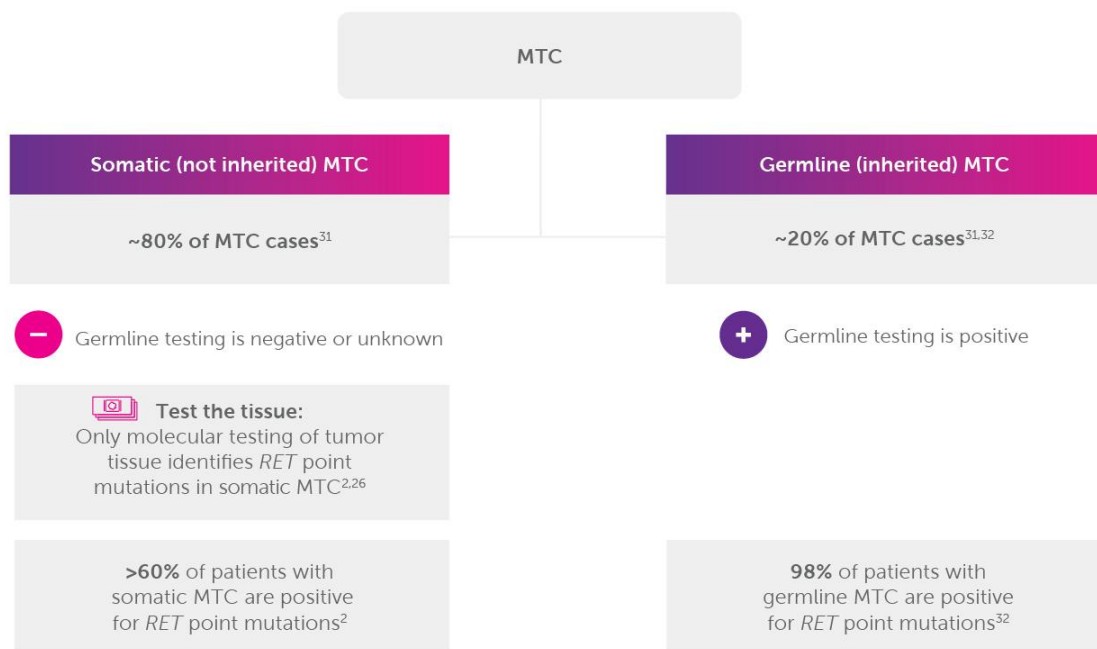 MTC
Somatic (not inherited) MTC
~80% of MTC cases31
Germline testing is negative or unknown
Test the tissue:
Only molecular testing of tumor
tissue identifies RET point
mutations in somatic MTC2,26
>60% of patients with
somatic MTC are positive
for RET point mutations2
Germline (inherited) MTC
~20% of MTC cases31,32
Germline testing is positive
98% of patients with
germline MTC are positive
for RET point mutations32